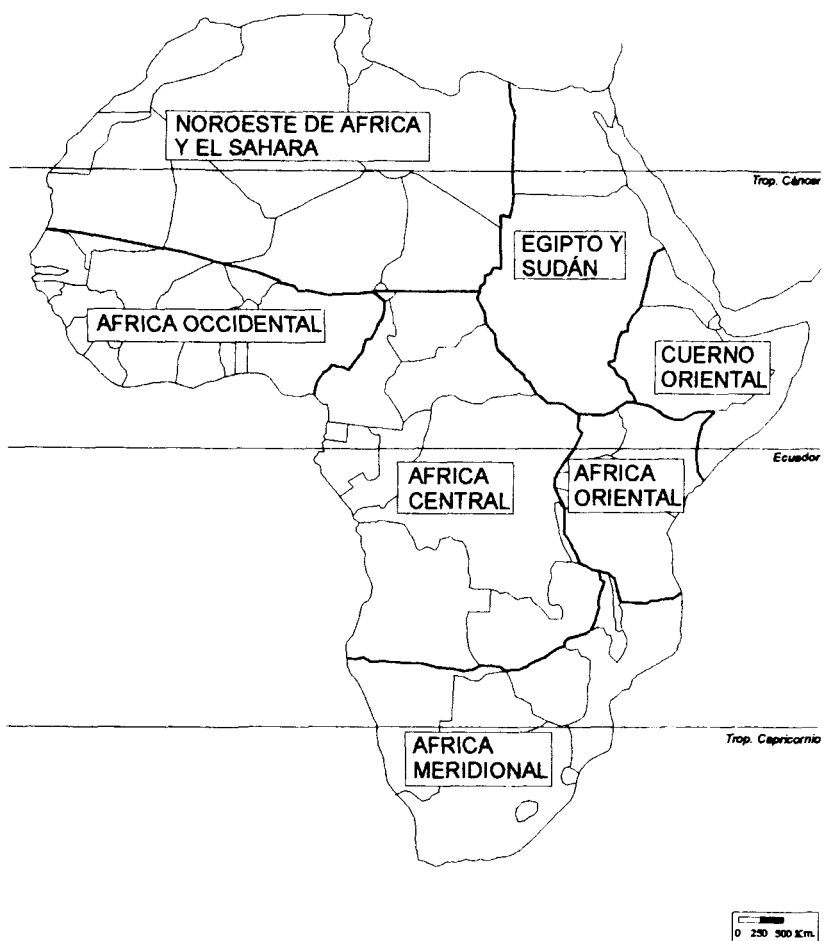 NOROESTE DE AFRICA
Y EL SAHARA
Trop. Cáncer
EGIPTO Y
SUDÁN
AFRICA OCCIDENTAL
CUERNO
ORIENTAL
Ecuador
AFRICA
CENTRAL
AFRICA
ORIENTAL
Trop. Capricornio
AFRICA
MERIDIONAL
0 250 500 Km.